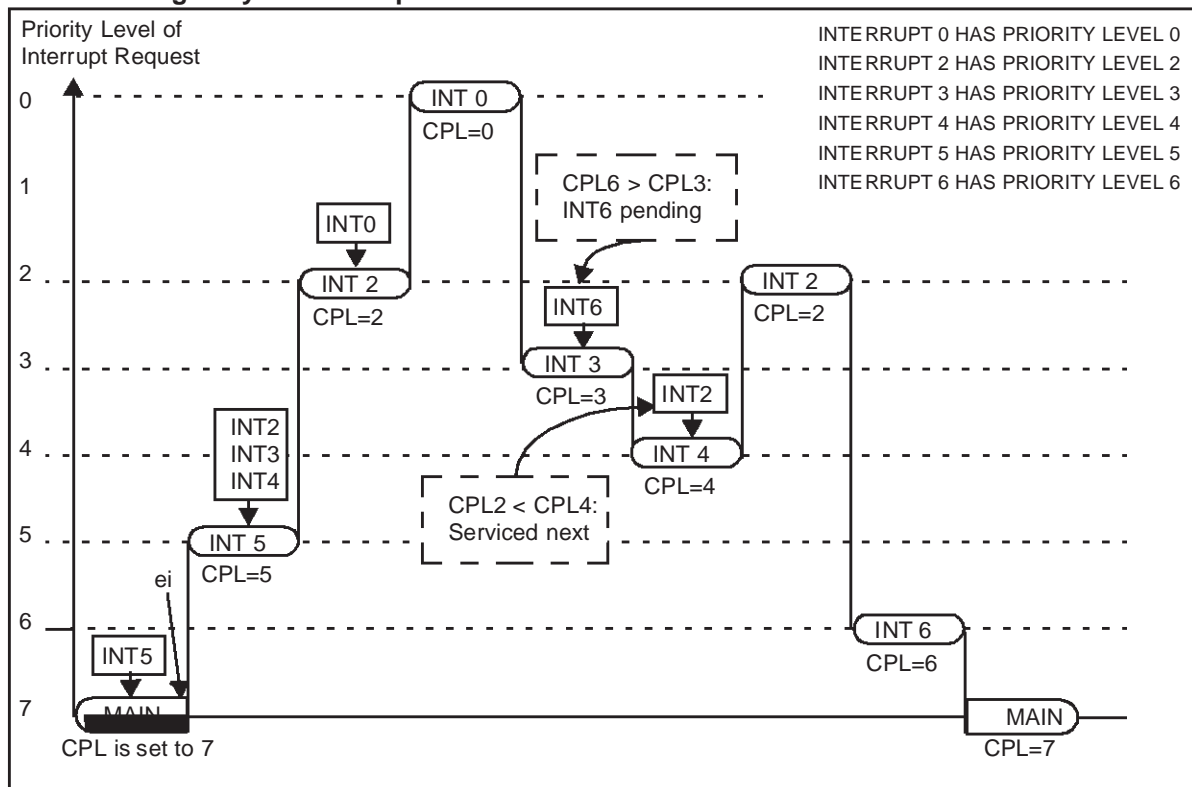 Priority Level of
Interrupt Request
INTERRUPT 0 HAS PRIORITY LEVEL 0
INTERRUPT 2 HAS PRIORITY LEVEL 2
INTERRUPT 3 HAS PRIORITY LEVEL 3
INTERRUPT 4 HAS PRIORITY LEVEL 4
INTERRUPT 5 HAS PRIORITY LEVEL 5
INTERRUPT 6 HAS PRIORITY LEVEL 6
0
INT 0
CPL=0
1
CPL6 > CPL3:
INT6 pending
INT0
2
INT 2
CPL=2
INT 2
CPL=2
INT6
3
INT 3
CPL=3
INT2
INT2
INT3
INT4
4
INT 4
CPL=4
CPL2 < CPL4:
Serviced next
5
INT 5
CPL=5
ei
6
INT5
INT 6
CPL=6
7
MAIN
CPL is set to 7
MAIN
CPL=7